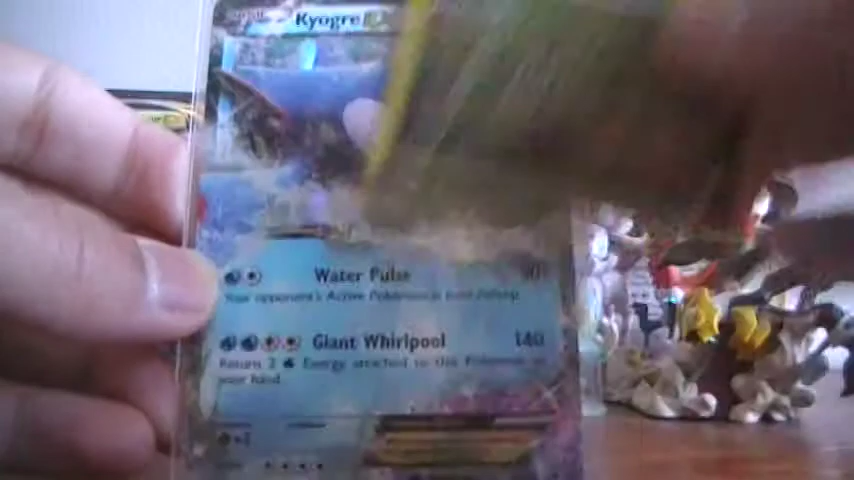 Kyogre
Water Pulse
Your opponent's Active Pokémon is now Asleep.
Giant Whirlpool 140
Return 2 Energy attached to this Pokémon to
your hand.